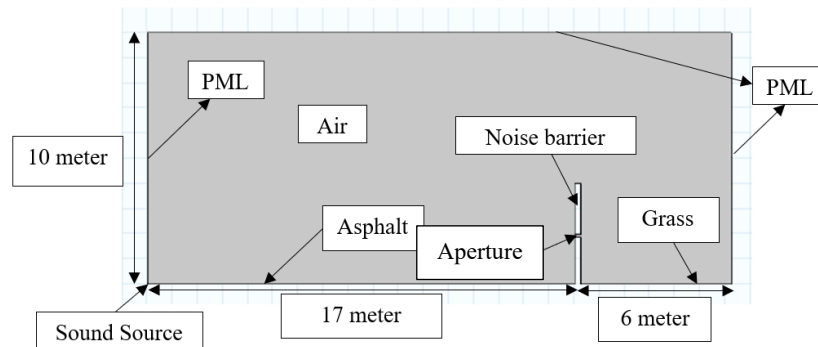 PML
PML
Air
Noise barrier
10 meter
Asphalt
Grass
Aperture
17 meter
6 meter
Sound Source